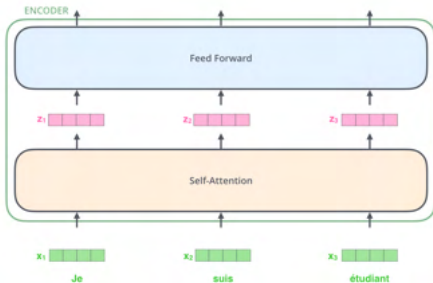 ENCODER
Feed Forward
z₁ z₂ z₃
Self-Attention
x₁ x₂ x₃
Je suis étudiant